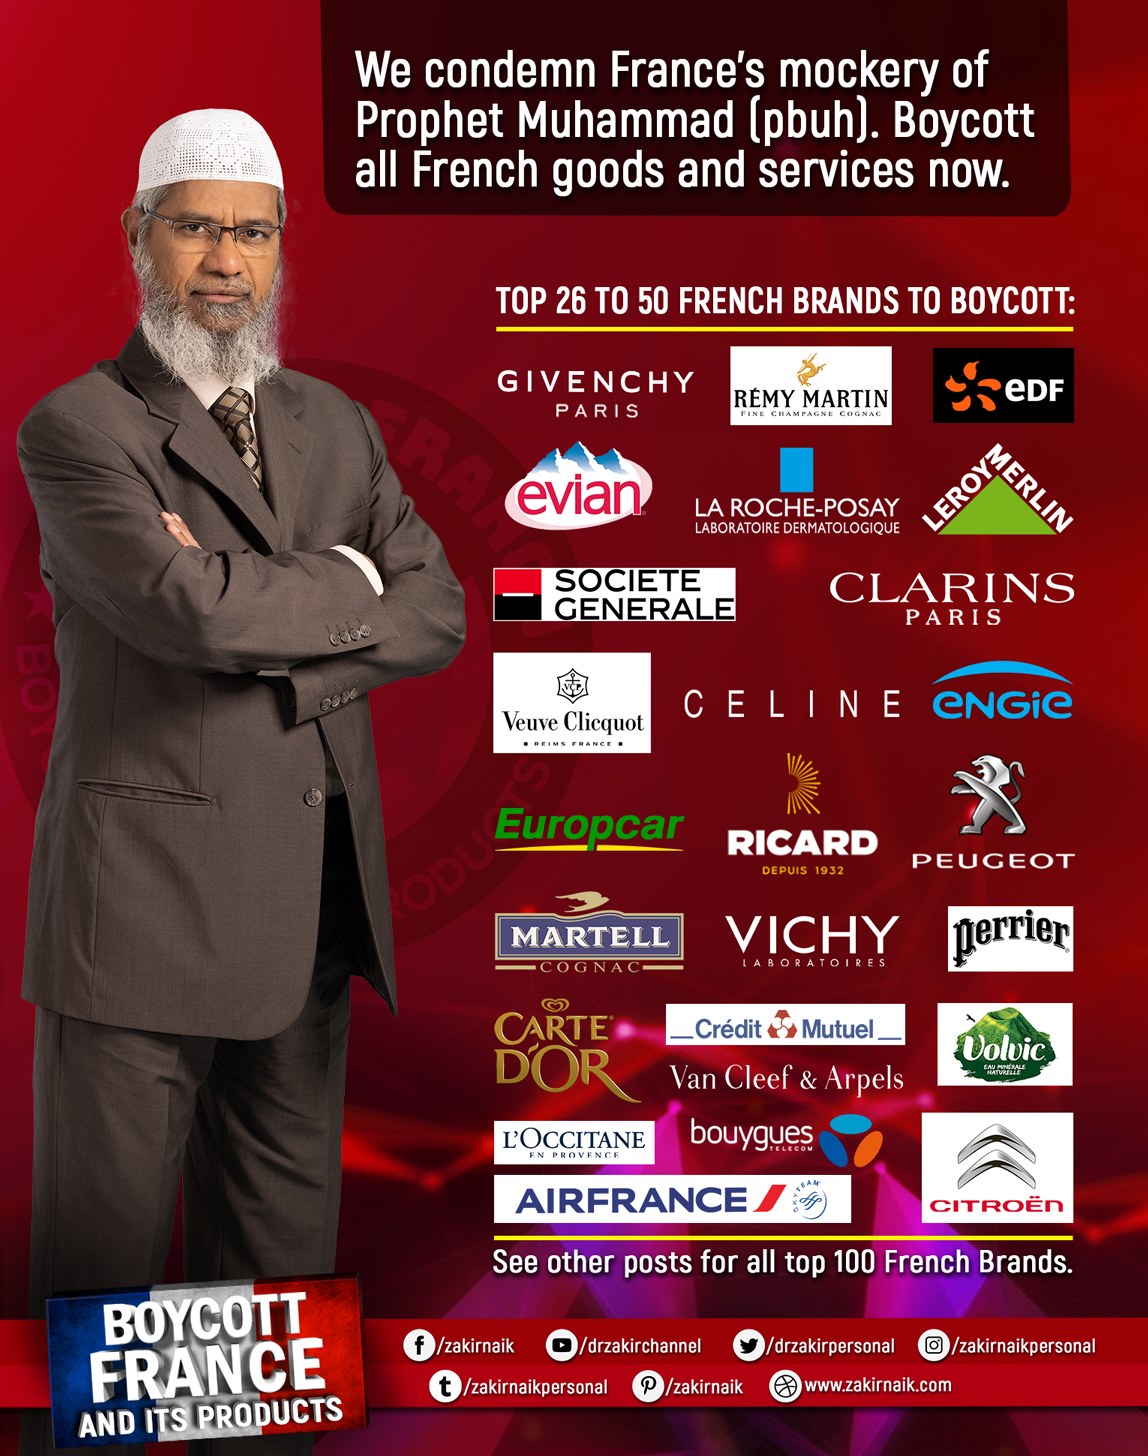 We condemn France's mockery of
Prophet Muhammad (pbuh). Boycott
all French goods and services now.
TOP 26 TO 50 FRENCH BRANDS TO BOYCOTT:
GIVENCHY
PARIS
RÉMY MARTIN
FINE CHAMPAGNE COGNAC
eDF
evian
LA ROCHE-POSAY
LABORATOIRE DERMATOLOGIQUE
LEROY MERLIN
SOCIETE
GENERALE
CLARINS
PARIS
VCP
Veuve Clicquot
REIMS FRANCE
CELINE
ENGIE
Europcar
RICARD
DEPUIS 1932
PEUGEOT
MARTELL
COGNAC
VICHY
LABORATOIRES
perrier
CARTE
D'OR
Crédit Mutuel
Volvic
EAU MINÉRALE
NATURELLE
Van Cleef & Arpels
L'OCCITANE
EN PROVENCE
bouygues
TELECOM
CITROËN
AIRFRANCE
SKYTEAM
See other posts for all top 100 French Brands.
BOYCOTT
FRANCE
AND ITS PRODUCTS
/zakirnaik
/drzakirchannel
/drzakirpersonal
/zakirnaikpersonal
/zakirnaikpersonal
/zakirnaik
www.zakirnaik.com